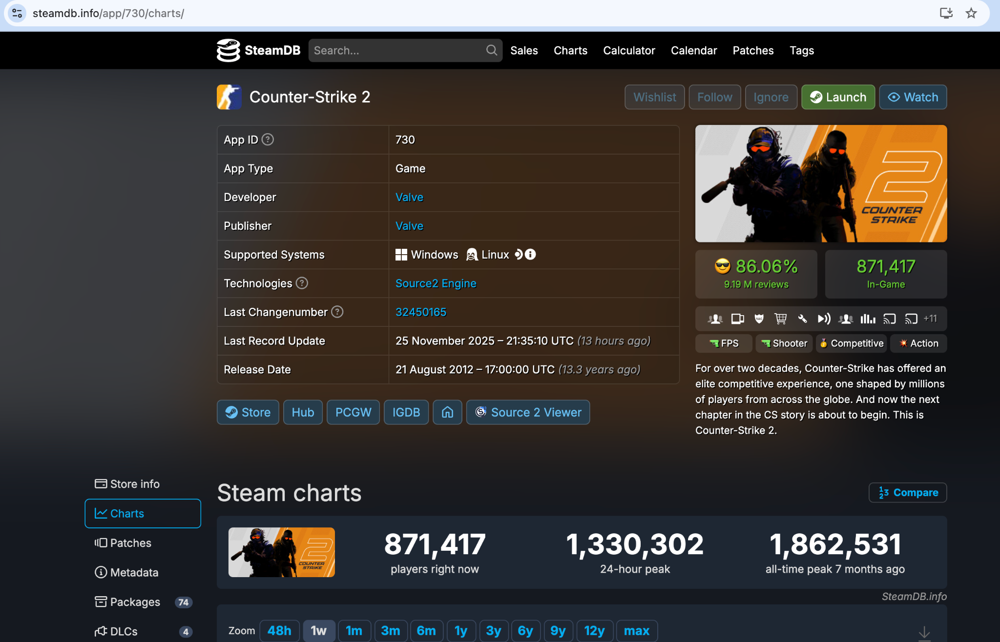 steamdb.info/app/730/charts/
SteamDB
Search...
Sales
Charts
Calculator
Calendar
Patches
Tags
Counter-Strike 2
Wishlist
Follow
Ignore
Launch
Watch
App ID ? 730
App Type Game
Developer Valve
Publisher Valve
Supported Systems Windows Linux
Technologies ? Source2 Engine
Last Changenumber ? 32450165
Last Record Update 25 November 2025 – 21:35:10 UTC (13 hours ago)
Release Date 21 August 2012 – 17:00:00 UTC (13.3 years ago)
Store
Hub
PCGW
IGDB
Source 2 Viewer
2
COUNTER
STRIKE
86.06%
9.19 M reviews
871,417
In-Game
VAC
+11
FPS
Shooter
Competitive
Action
For over two decades, Counter-Strike has offered an
elite competitive experience, one shaped by millions
of players from across the globe. And now the next
chapter in the CS story is about to begin. This is
Counter-Strike 2.
Store info
Charts
Patches
Metadata
Packages 74
DLCs 4
Steam charts
Compare
2
COUNTER
STRIKE
871,417
players right now
1,330,302
24-hour peak
1,862,531
all-time peak 7 months ago
SteamDB.info
Zoom 48h 1w 1m 3m 6m 1y 3y 6y 9y 12y max